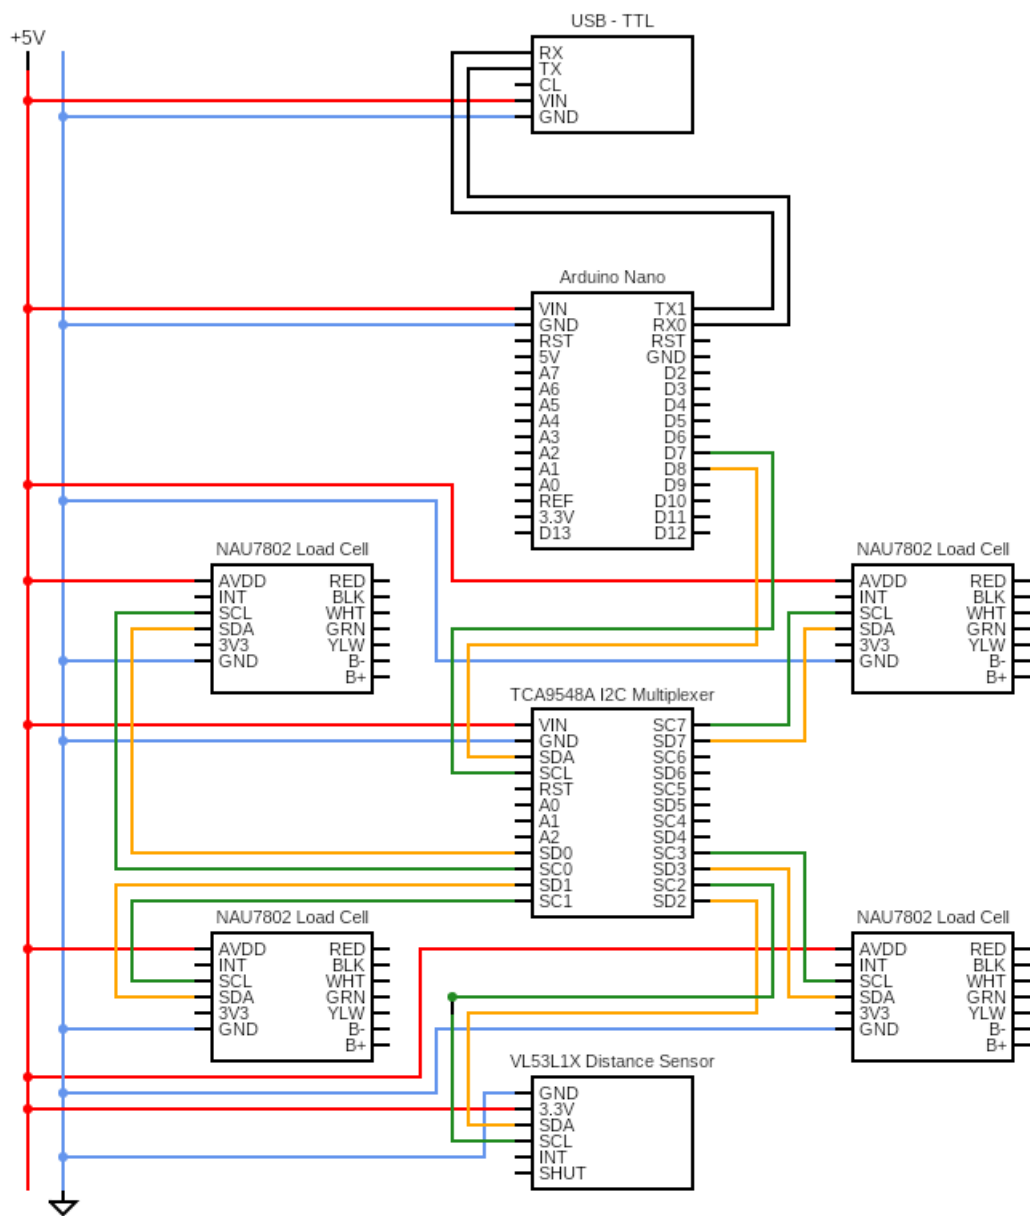 USB - TTL
+5V
RX
TX
CL
VIN
GND
Arduino Nano
VIN TX1
GND RX0
RST RST
5V GND
A7 D2
A6 D3
A5 D4
A4 D5
A3 D6
A2 D7
A1 D8
A0 D9
REF D10
3.3V D11
D13 D12
NAU7802 Load Cell
AVDD RED
INT BLK
SCL WHT
SDA GRN
3V3 YLW
GND B-
B+
NAU7802 Load Cell
AVDD RED
INT BLK
SCL WHT
SDA GRN
3V3 YLW
GND B-
B+
TCA9548A I2C Multiplexer
VIN SC7
GND SD7
SDA SC6
SCL SD6
RST SC5
A0 SD5
A1 SC4
A2 SD4
SD0 SC3
SC0 SD3
SD1 SC2
SC1 SD2
NAU7802 Load Cell
AVDD RED
INT BLK
SCL WHT
SDA GRN
3V3 YLW
GND B-
B+
NAU7802 Load Cell
AVDD RED
INT BLK
SCL WHT
SDA GRN
3V3 YLW
GND B-
B+
VL53L1X Distance Sensor
GND
3.3V
SDA
SCL
INT
SHUT